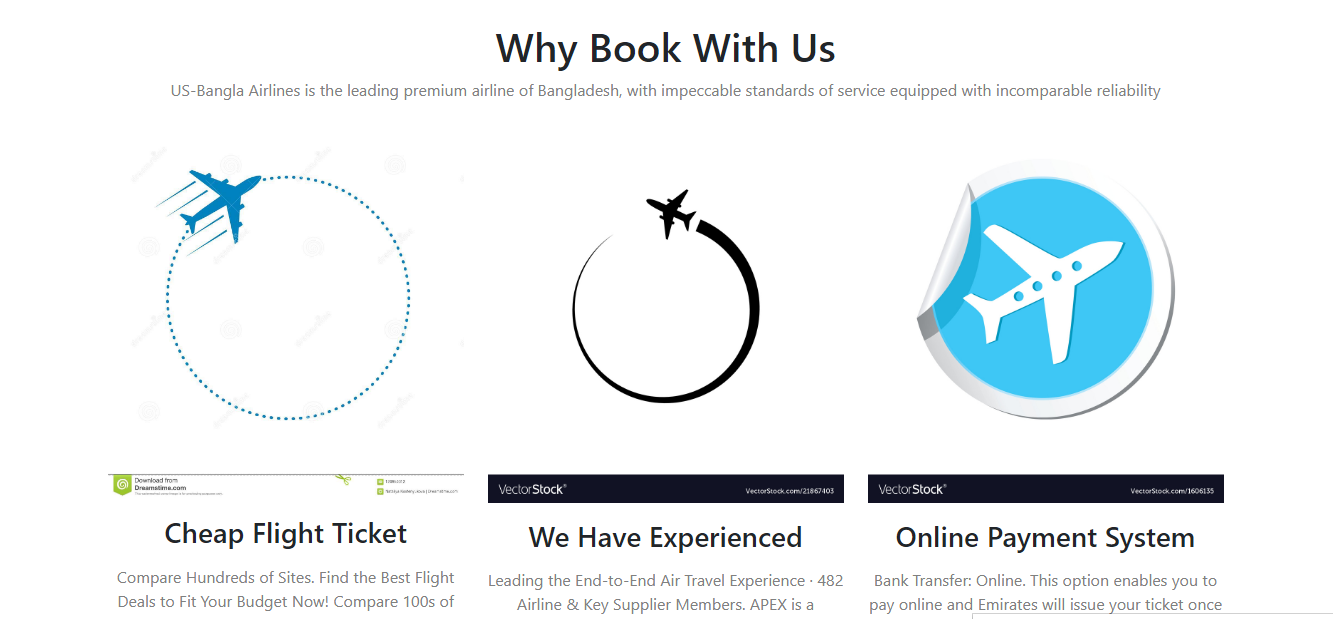 Why Book With Us
US-Bangla Airlines is the leading premium airline of Bangladesh, with impeccable standards of service equipped with incomparable reliability
Download from
Dreamstime.com
VectorStock®
VectorStock.com/21867403
VectorStock®
VectorStock.com/1606135
Cheap Flight Ticket
We Have Experienced
Online Payment System
Compare Hundreds of Sites. Find the Best Flight
Deals to Fit Your Budget Now! Compare 100s of
Leading the End-to-End Air Travel Experience · 482
Airline & Key Supplier Members. APEX is a
Bank Transfer: Online. This option enables you to
pay online and Emirates will issue your ticket once